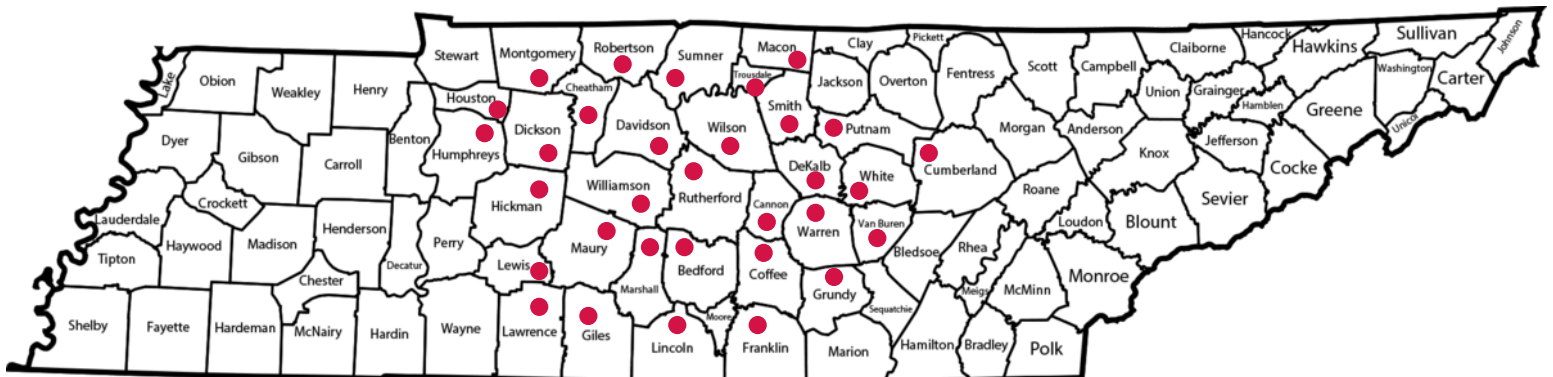 Lake
Obion
Weakley
Henry
Stewart
Montgomery
Robertson
Sumner
Macon
Clay
Pickett
Fentress
Scott
Campbell
Claiborne
Hancock
Hawkins
Sullivan
Johnson
Houston
Cheatham
Trousdale
Smith
Jackson
Overton
Union
Grainger
Hamblen
Washington
Carter
Greene
Unicoi
Dyer
Gibson
Carroll
Benton
Humphreys
Dickson
Davidson
Wilson
Putnam
Morgan
Anderson
Knox
Jefferson
Cocke
Crockett
Hickman
Williamson
Rutherford
DeKalb
White
Cumberland
Roane
Sevier
Lauderdale
Haywood
Madison
Henderson
Decatur
Perry
Cannon
Warren
Van Buren
Bledsoe
Rhea
Loudon
Blount
Tipton
Chester
Lewis
Maury
Marshall
Bedford
Coffee
Grundy
Sequatchie
Meigs
McMinn
Monroe
Shelby
Fayette
Hardeman
McNairy
Hardin
Wayne
Lawrence
Giles
Lincoln
Moore
Franklin
Marion
Hamilton
Bradley
Polk